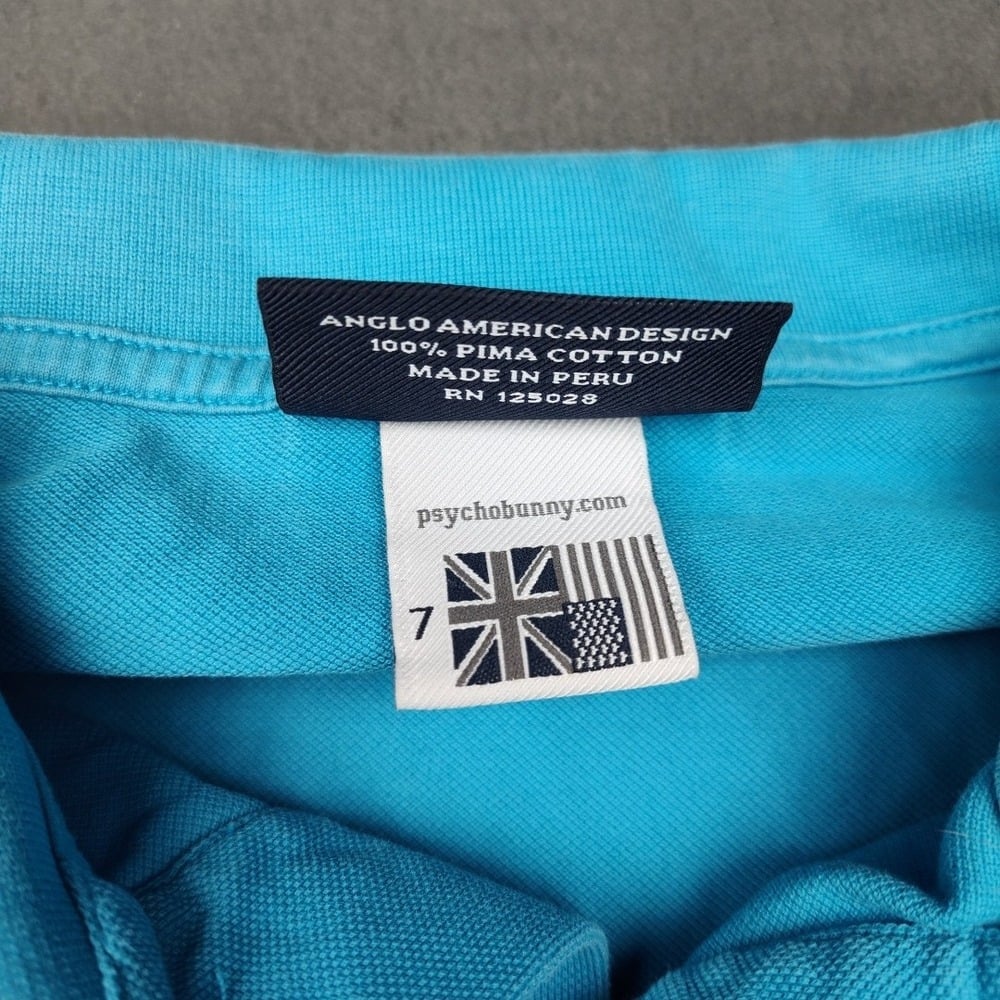 ANGLO AMERICAN DESIGN
100% PIMA COTTON
MADE IN PERU
RN 125028
psychobunny.com
7